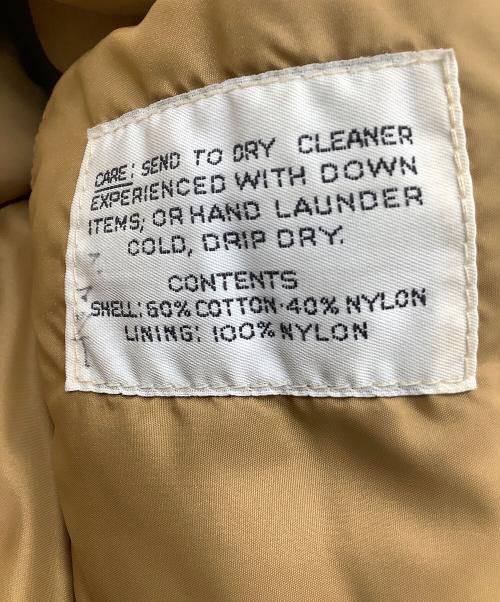 CARE: SEND TO DRY CLEANER
EXPERIENCED WITH DOWN
ITEMS; OR HAND LAUNDER
COLD, DRIP DRY.
CONTENTS
SHELL: 60% COTTON·40% NYLON
LINING: 100% NYLON